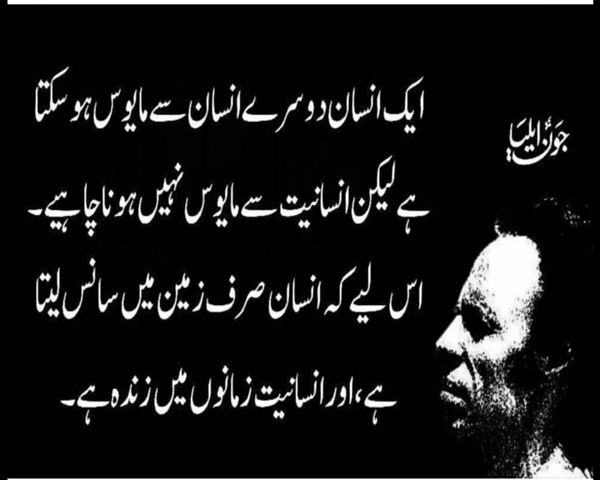 ایک انسان دوسرے انسان سے مایوس ہو سکتا
جونؔ ایلیا
ہے لیکن انسانیت سے مایوس نہیں ہونا چاہیے۔
اس لیے کہ انسان صرف زمین میں سانس لیتا
ہے، اور انسانیت زمانوں میں زندہ ہے۔